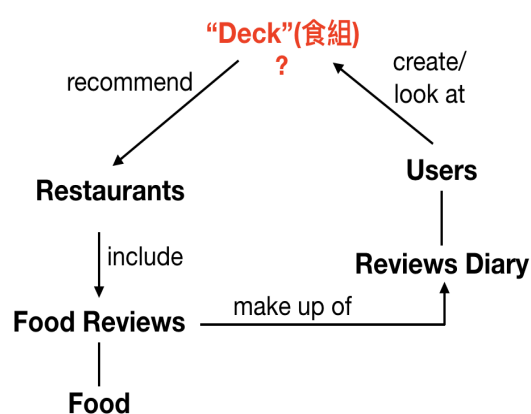 “Deck”(食組)
?
recommend
create/
look at
Restaurants
Users
include
Reviews Diary
Food Reviews
make up of
Food